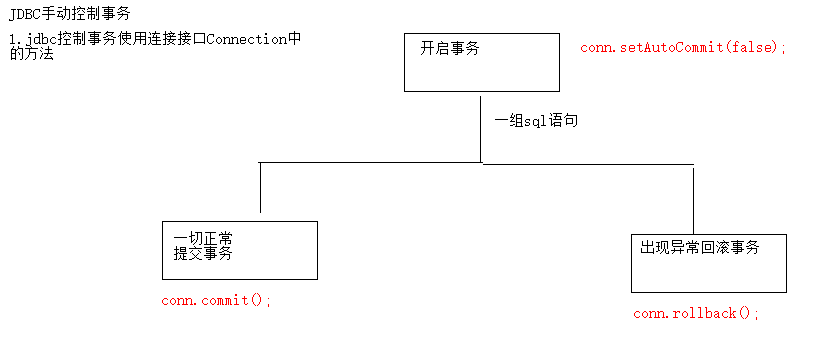 JDBC手动控制事务
1.jdbc控制事务使用连接接口Connection中
的方法
开启事务
conn.setAutoCommit(false);
一组sql语句
一切正常
提交事务
conn.commit();
出现异常回滚事务
conn.rollback();